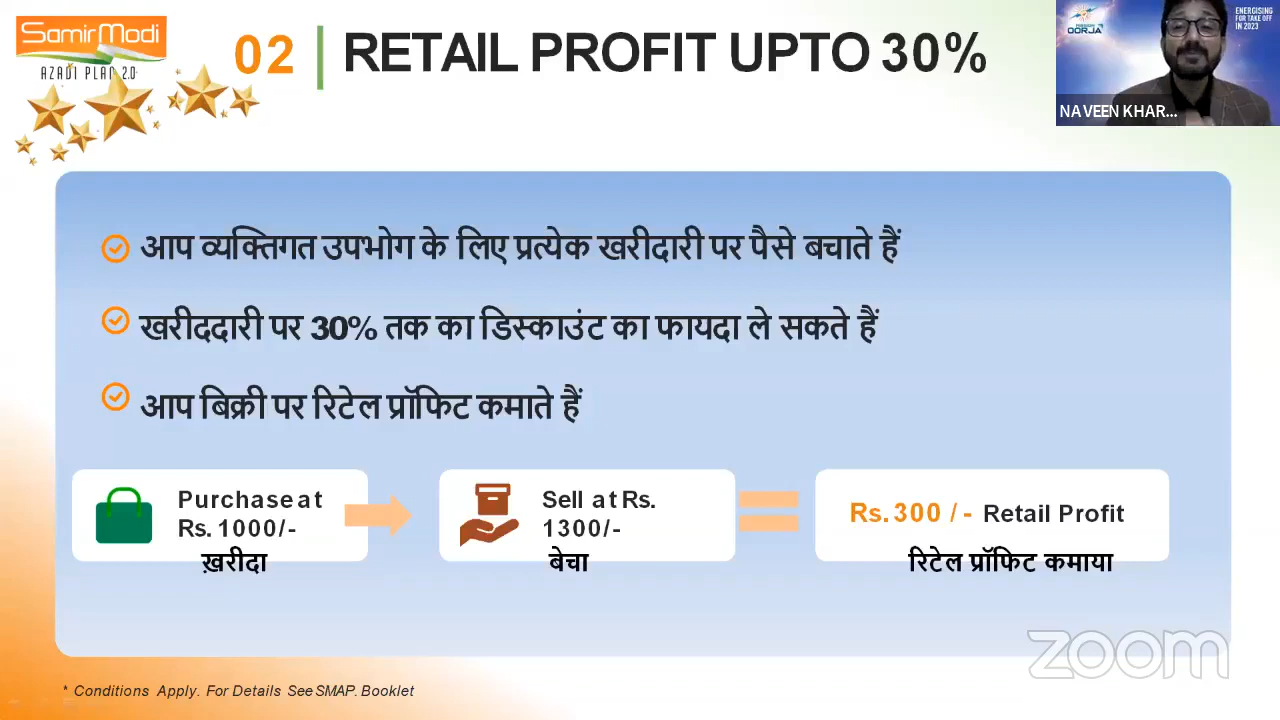 SamirModi
AZADI PLAN 2.0
02
RETAIL PROFIT UPTO 30%
OORJA
ENERGISING
FOR TAKE OFF
IN 2023
NAVEEN KHAR...
आप व्यक्तिगत उपभोग के लिए प्रत्येक खरीदारी पर पैसे बचाते हैं
खरीददारी पर 30% तक का डिस्काउंट का फायदा ले सकते हैं
आप बिक्री पर रिटेल प्रॉफिट कमाते हैं
Purchase at
Rs. 1000/-
ख़रीदा
Sell at Rs.
1300/-
बेचा
Rs. 300 / - Retail Profit
रिटेल प्रॉफिट कमाया
zoom
* Conditions Apply. For Details See SMAP. Booklet